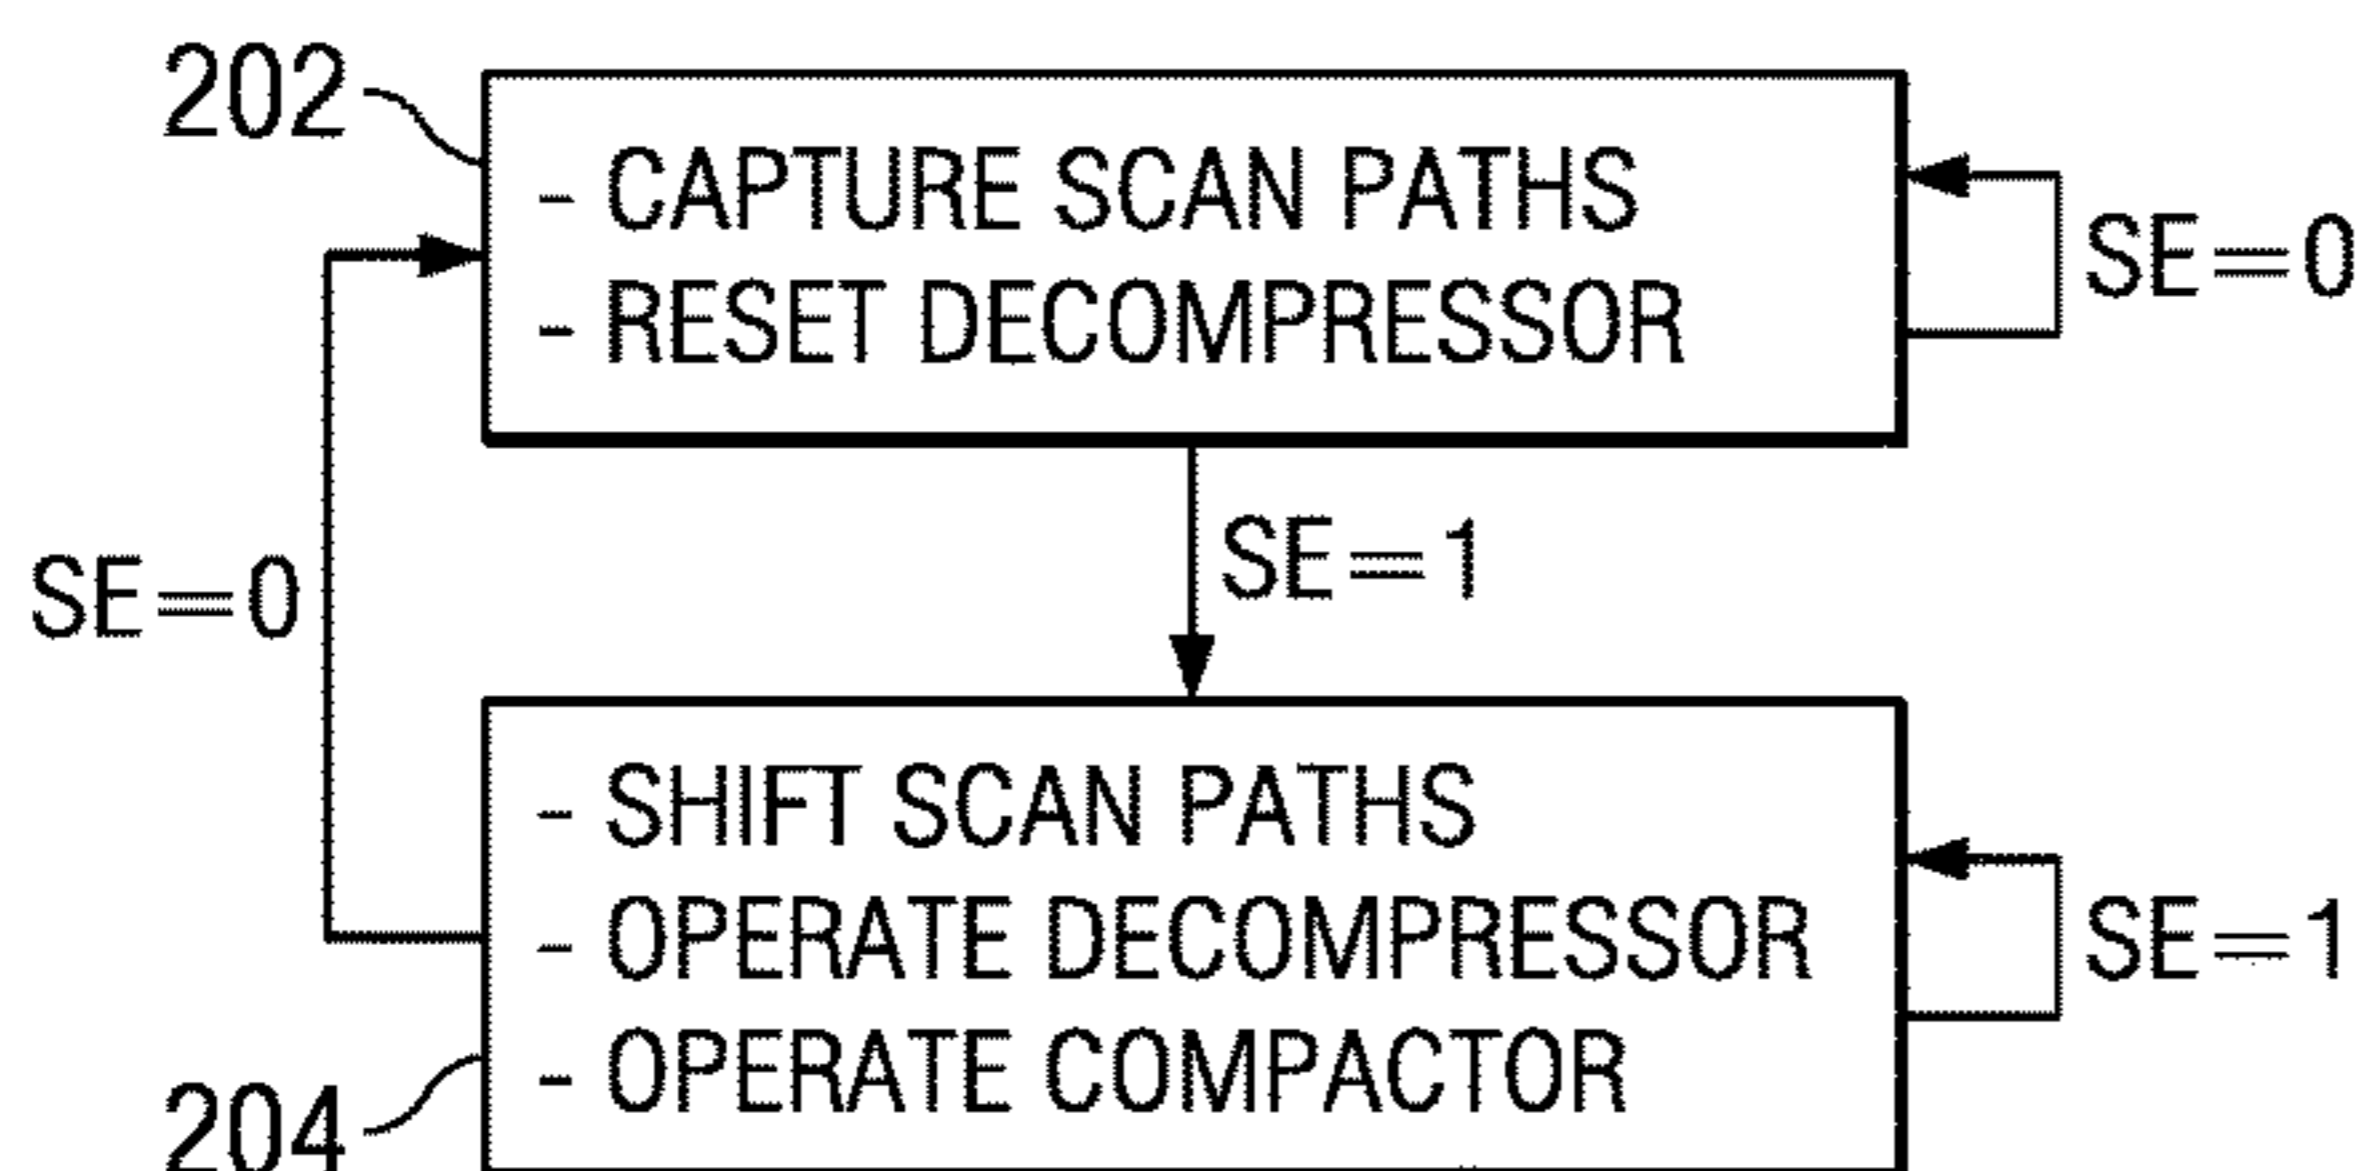 202
- CAPTURE SCAN PATHS
- RESET DECOMPRESSOR
SE=0
SE=1
SE=0
- SHIFT SCAN PATHS
- OPERATE DECOMPRESSOR
- OPERATE COMPACTOR
SE=1
204